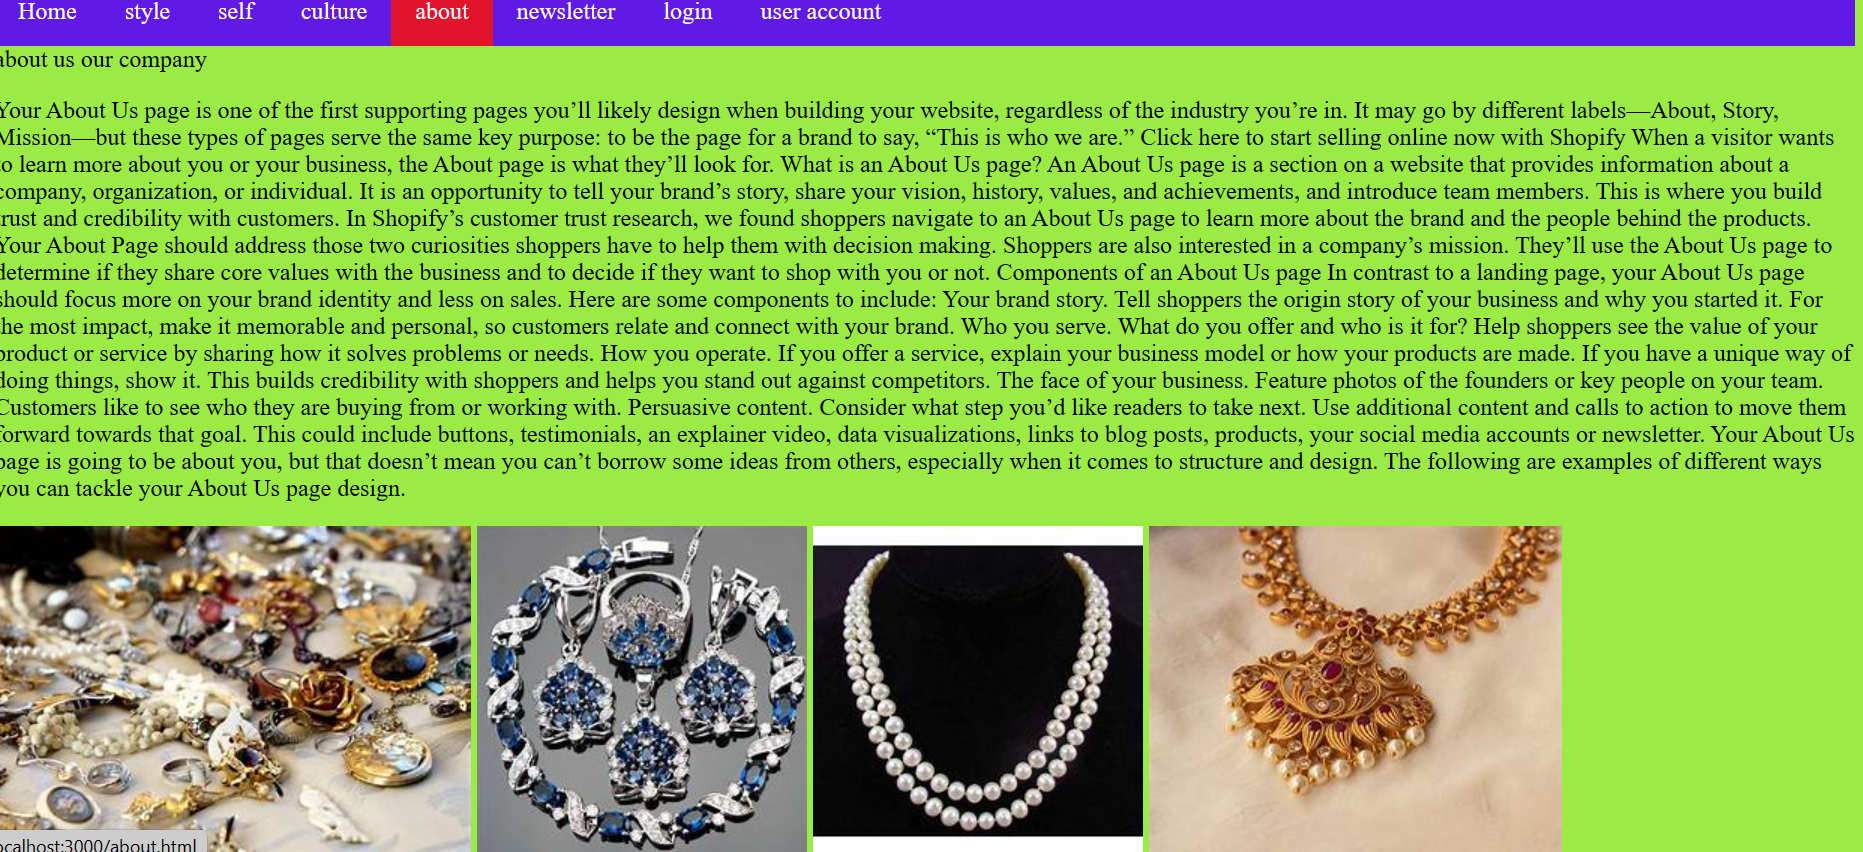 Home style self culture about newsletter login user account
about us our company
Your About Us page is one of the first supporting pages you’ll likely design when building your website, regardless of the industry you’re in. It may go by different labels—About, Story,
Mission—but these types of pages serve the same key purpose: to be the page for a brand to say, “This is who we are.” Click here to start selling online now with Shopify When a visitor wants
to learn more about you or your business, the About page is what they’ll look for. What is an About Us page? An About Us page is a section on a website that provides information about a
company, organization, or individual. It is an opportunity to tell your brand’s story, share your vision, history, values, and achievements, and introduce team members. This is where you build
trust and credibility with customers. In Shopify’s customer trust research, we found shoppers navigate to an About Us page to learn more about the brand and the people behind the products.
Your About Page should address those two curiosities shoppers have to help them with decision making. Shoppers are also interested in a company’s mission. They’ll use the About Us page to
determine if they share core values with the business and to decide if they want to shop with you or not. Components of an About Us page In contrast to a landing page, your About Us page
should focus more on your brand identity and less on sales. Here are some components to include: Your brand story. Tell shoppers the origin story of your business and why you started it. For
the most impact, make it memorable and personal, so customers relate and connect with your brand. Who you serve. What do you offer and who is it for? Help shoppers see the value of your
product or service by sharing how it solves problems or needs. How you operate. If you offer a service, explain your business model or how your products are made. If you have a unique way of
doing things, show it. This builds credibility with shoppers and helps you stand out against competitors. The face of your business. Feature photos of the founders or key people on your team.
Customers like to see who they are buying from or working with. Persuasive content. Consider what step you’d like readers to take next. Use additional content and calls to action to move them
forward towards that goal. This could include buttons, testimonials, an explainer video, data visualizations, links to blog posts, products, your social media accounts or newsletter. Your About Us
page is going to be about you, but that doesn’t mean you can’t borrow some ideas from others, especially when it comes to structure and design. The following are examples of different ways
you can tackle your About Us page design.
ocalhost:3000/about.html